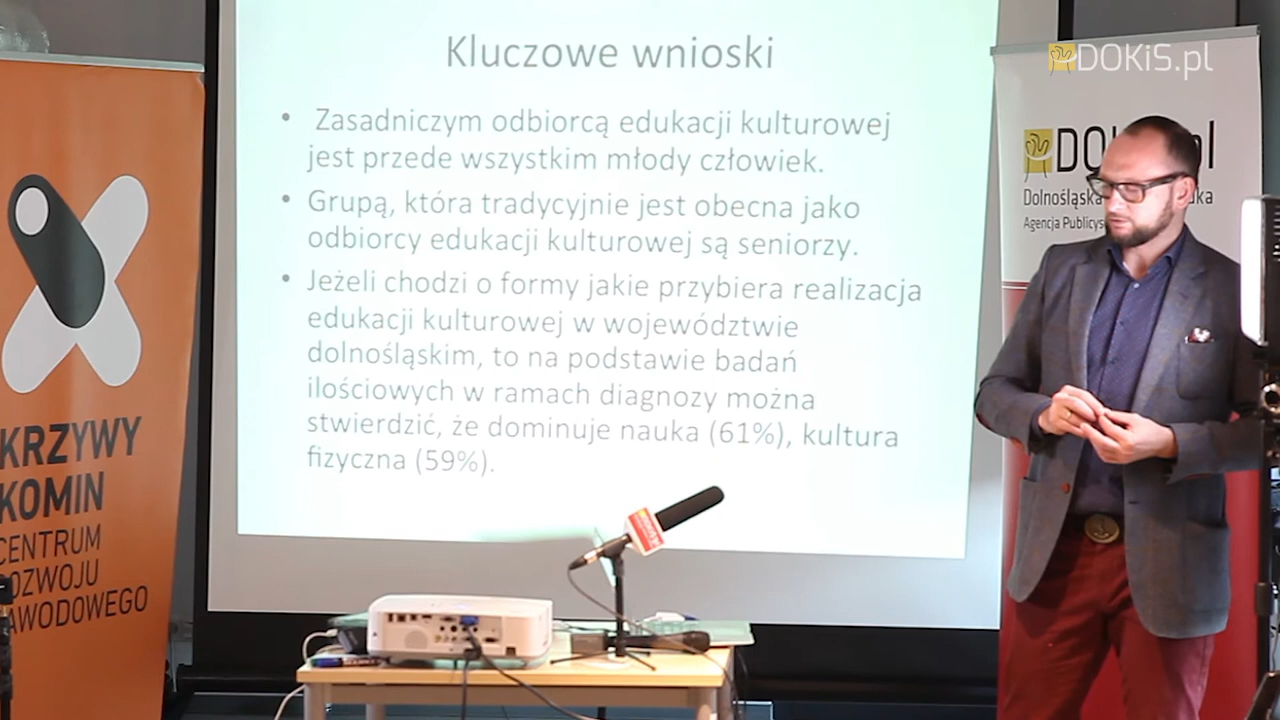 DOKiS.pl
Kluczowe wnioski
• Zasadniczym odbiorcą edukacji kulturowej
jest przede wszystkim młody człowiek.
• Grupą, która tradycyjnie jest obecna jako
odbiorcy edukacji kulturowej są seniorzy.
• Jeżeli chodzi o formy jakie przybiera realizacja
edukacji kulturowej w województwie
dolnośląskim, to na podstawie badań
ilościowych w ramach diagnozy można
stwierdzić, że dominuje nauka (61%), kultura
fizyczna (59%).
KRZYWY
KOMIN
CENTRUM
ROZWOJU
ZAWODOWEGO
DO
Dolnośląska
Agencja Publicys